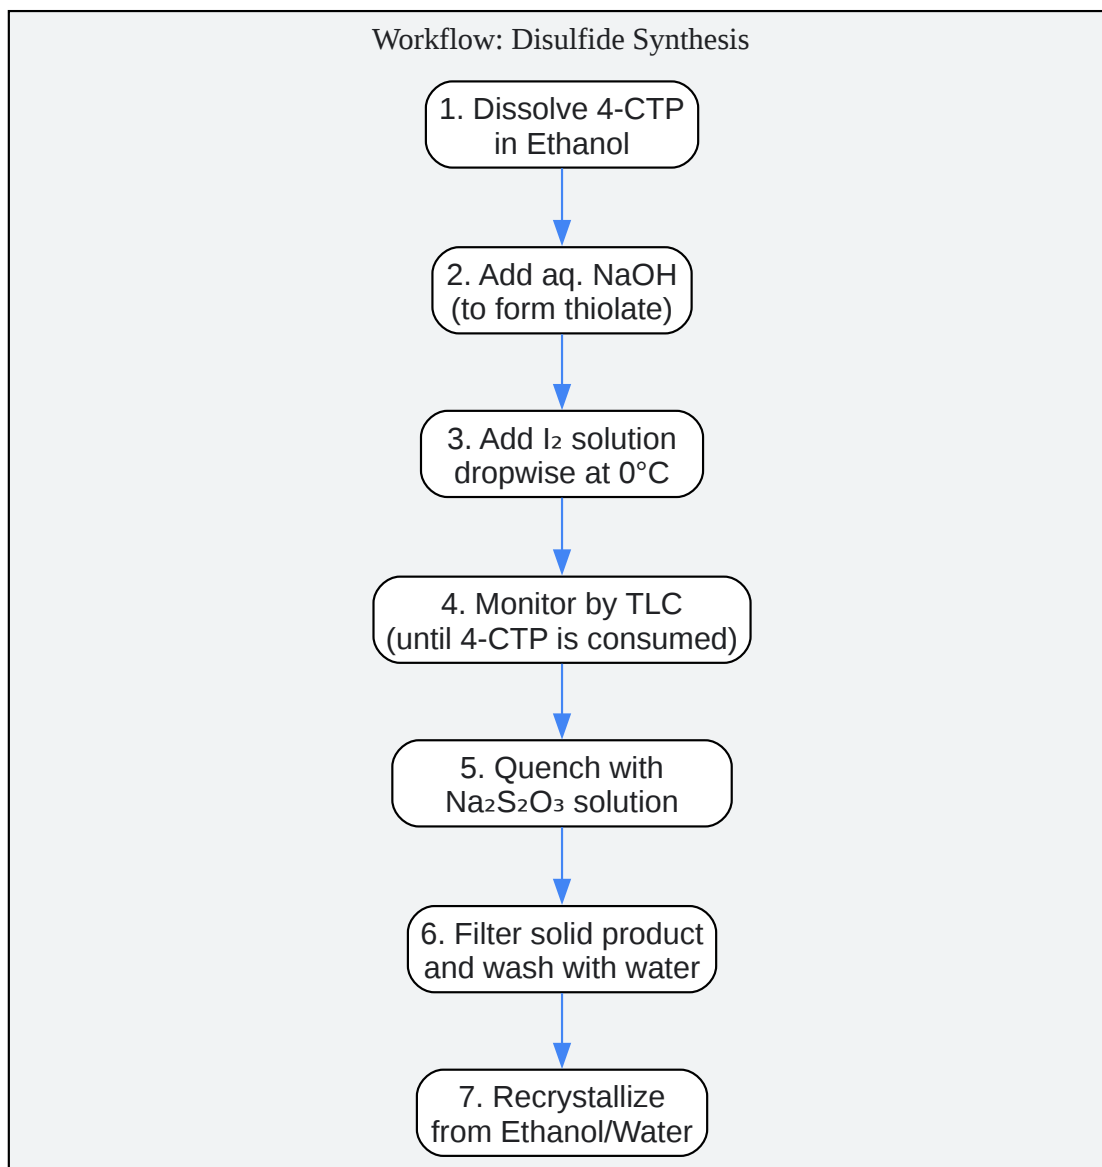 Workflow: Disulfide Synthesis
1. Dissolve 4-CTP
in Ethanol
2. Add aq. NaOH
(to form thiolate)
3. Add I₂ solution
dropwise at 0°C
4. Monitor by TLC
(until 4-CTP is consumed)
5. Quench with
Na₂S₂O₃ solution
6. Filter solid product
and wash with water
7. Recrystallize
from Ethanol/Water